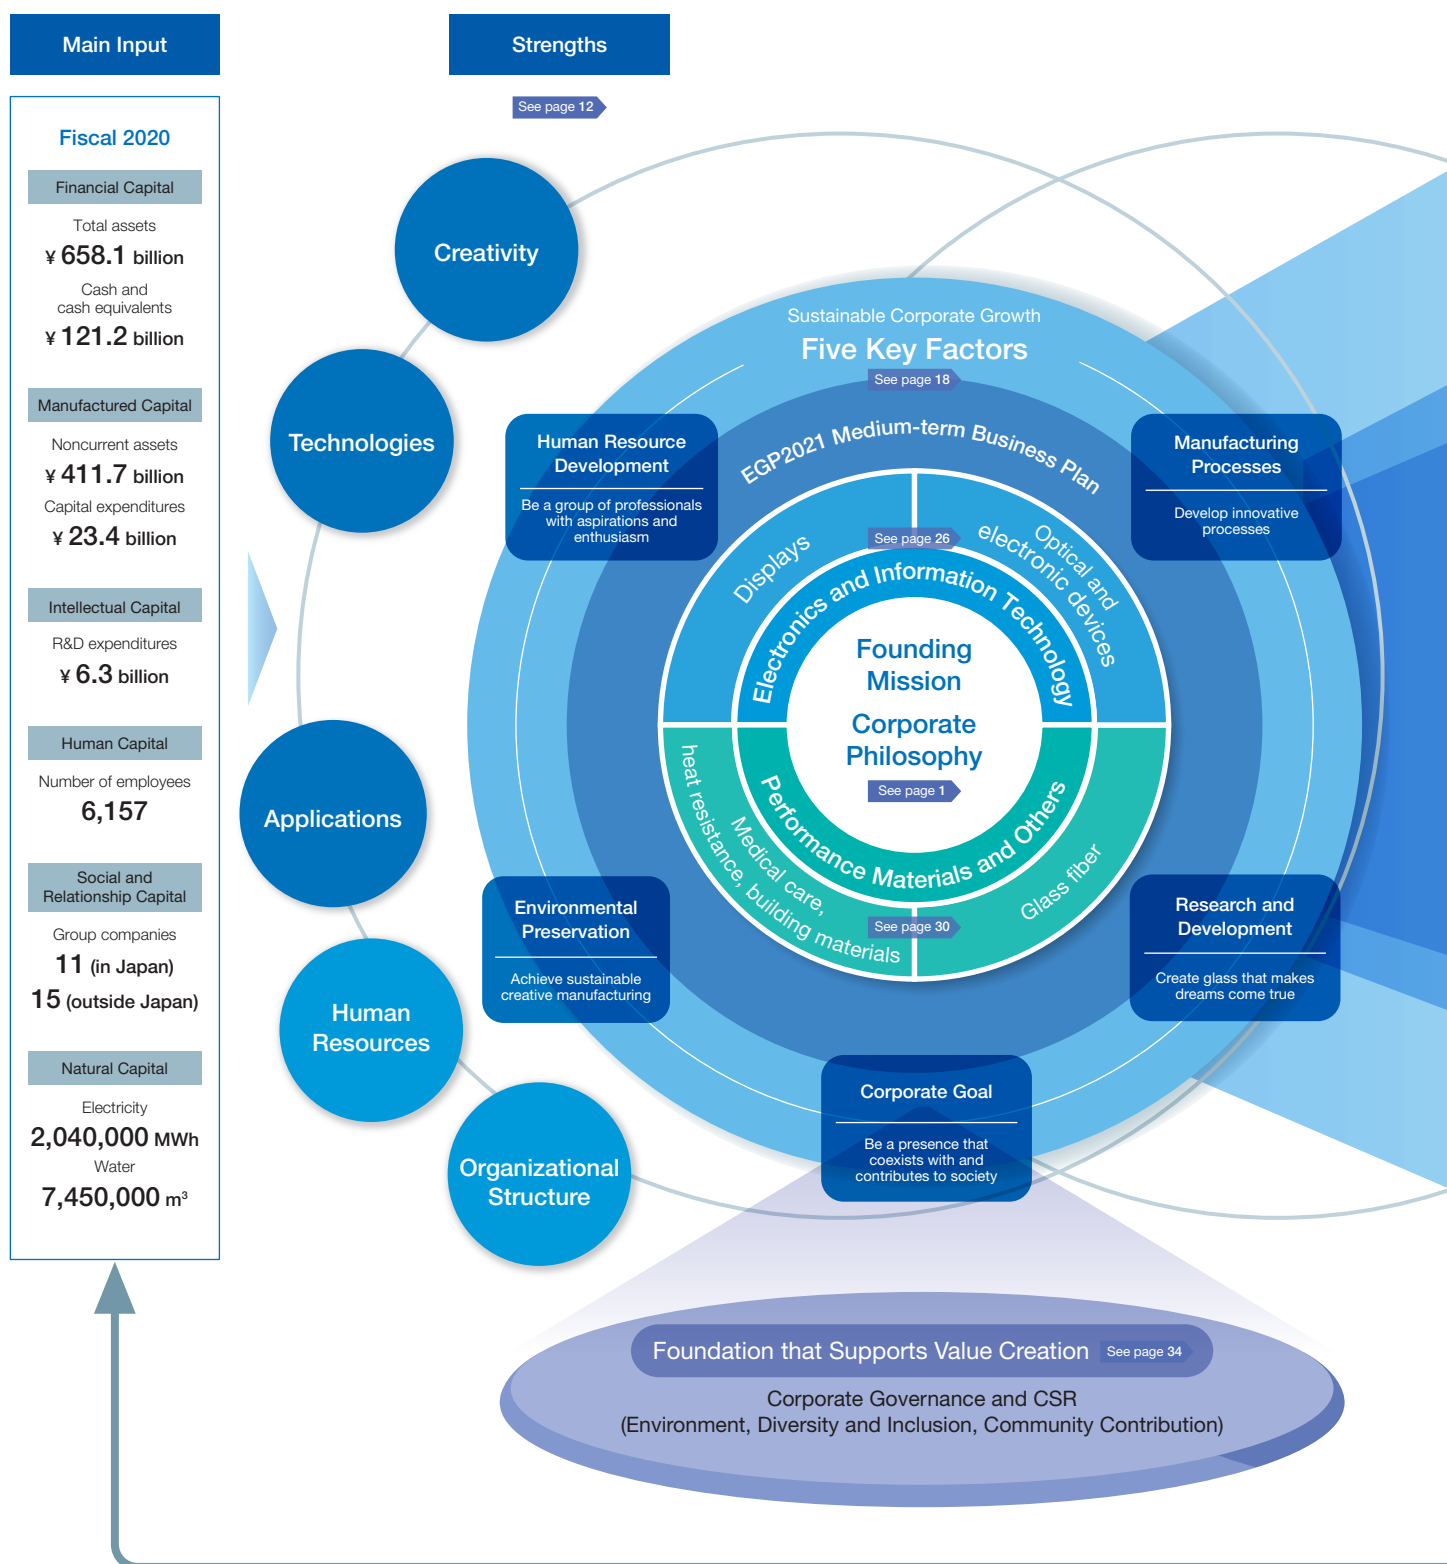 Main Input
Fiscal 2020
Financial Capital
Total assets
¥ 658.1 billion
Cash and
cash equivalents
¥ 121.2 billion
Manufactured Capital
Noncurrent assets
¥ 411.7 billion
Capital expenditures
¥ 23.4 billion
Intellectual Capital
R&D expenditures
¥ 6.3 billion
Human Capital
Number of employees
6,157
Social and
Relationship Capital
Group companies
11 (in Japan)
15 (outside Japan)
Natural Capital
Electricity
2,040,000 MWh
Water
7,450,000 m³
Strengths
See page 12
Creativity
Technologies
Applications
Human
Resources
Organizational
Structure
Sustainable Corporate Growth
Five Key Factors
See page 18
EGP2021 Medium-term Business Plan
Human Resource
Development
Be a group of professionals
with aspirations and
enthusiasm
Manufacturing
Processes
Develop innovative
processes
Displays
See page 26
Optical and
electronic devices
Electronics and Information Technology
Founding
Mission
Corporate
Philosophy
See page 1
Performance Materials and Others
Medical care,
heat resistance, building materials
See page 30
Glass fiber
Environmental
Preservation
Achieve sustainable
creative manufacturing
Research and
Development
Create glass that makes
dreams come true
Corporate Goal
Be a presence that
coexists with and
contributes to society
Foundation that Supports Value Creation See page 34
Corporate Governance and CSR
(Environment, Diversity and Inclusion, Community Contribution)